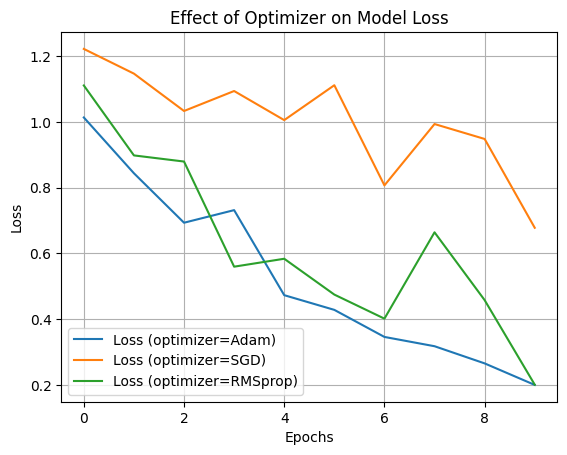 Effect of Optimizer on Model Loss
Loss
1.2
1.0
0.8
0.6
0.4
0.2
Loss (optimizer=Adam)
Loss (optimizer=SGD)
Loss (optimizer=RMSprop)
0 2 4 6 8
Epochs